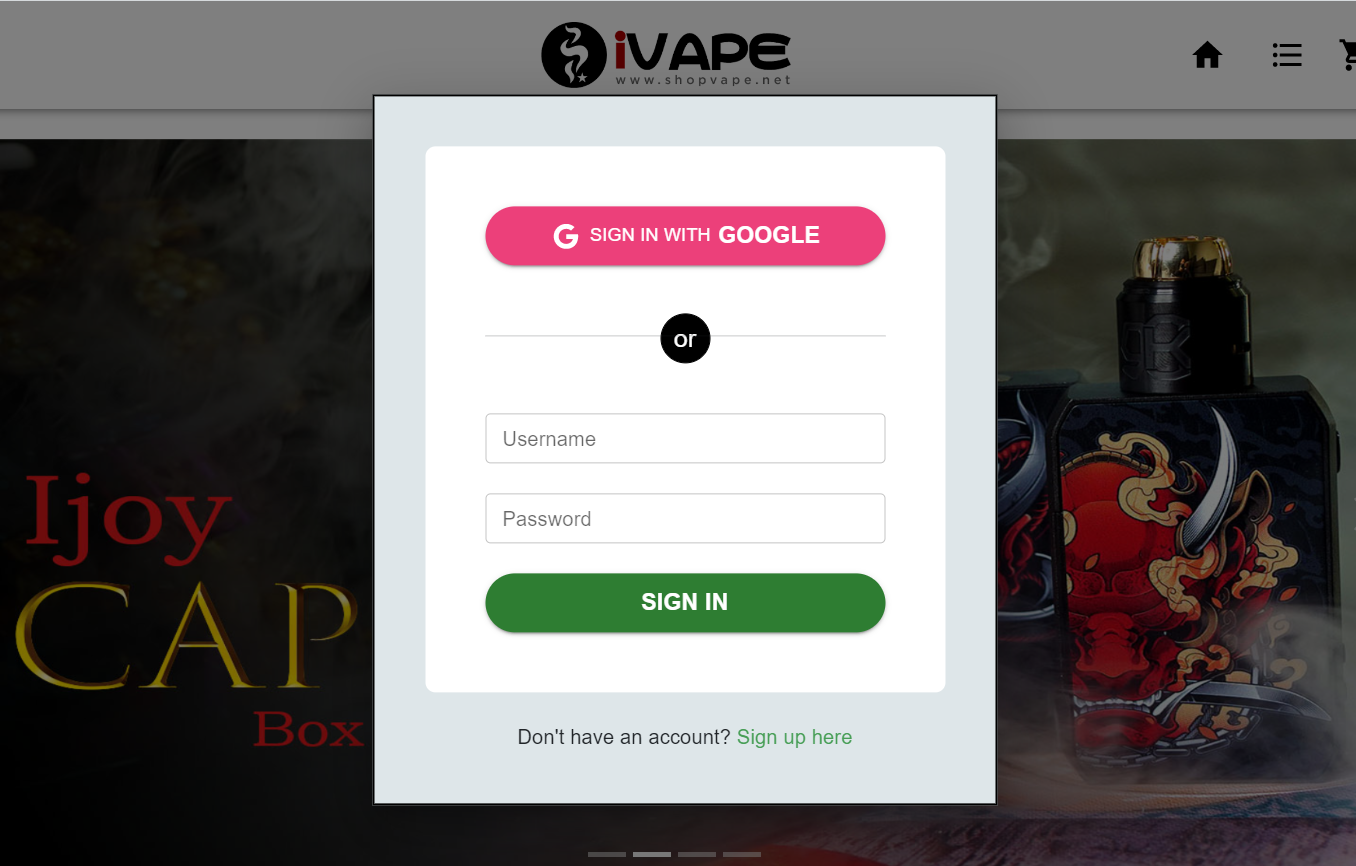 iVAPE
www.shopvape.net
G SIGN IN WITH GOOGLE
or
Username
Password
SIGN IN
Don't have an account? Sign up here
Ijoy
CAP
Box